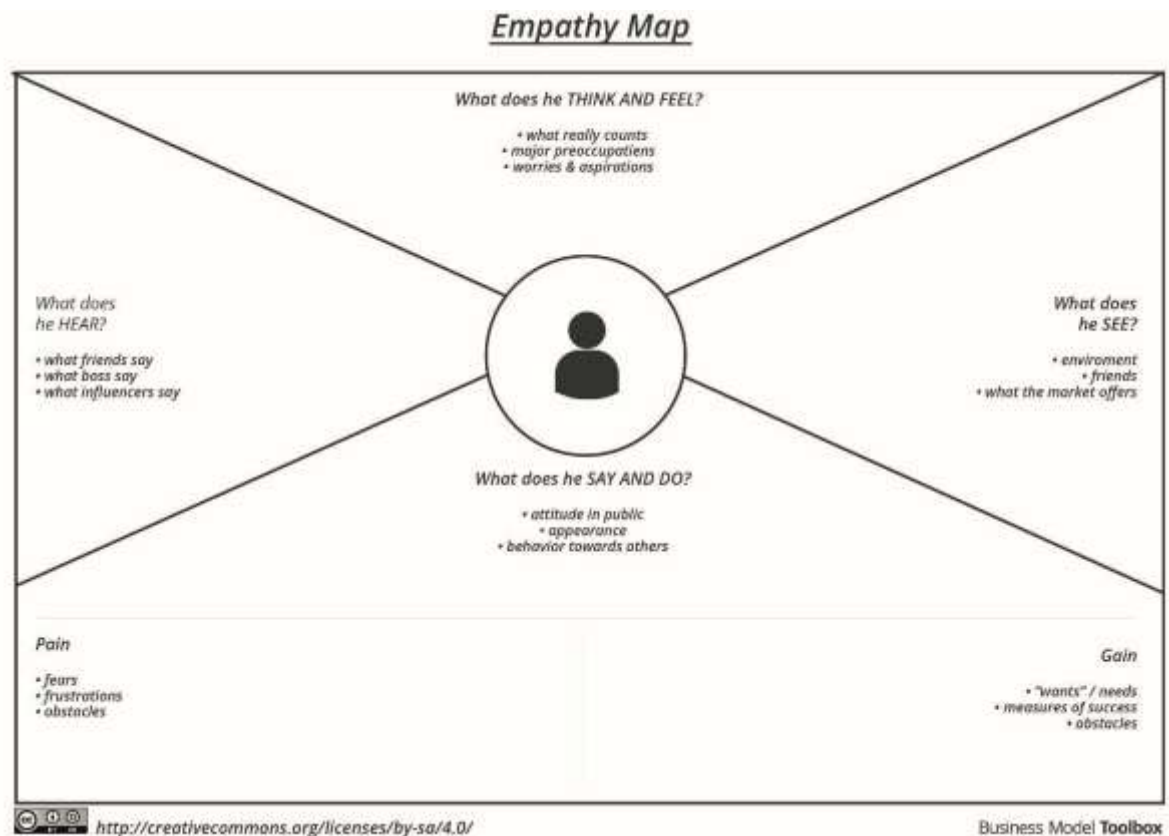 Empathy Map
What does he THINK AND FEEL?
• what really counts
• major preoccupatiens
• worries & aspirations
What does
he HEAR?
• what friends say
• what boss say
• what influencers say
What does
he SEE?
• enviroment
• friends
• what the market offers
What does he SAY AND DO?
• attitude in public
• appearance
• behavior towards others
Pain
• fears
• frustrations
• obstacles
Gain
• "wants" / needs
• measures of success
• obstacles
http://creativecommons.org/licenses/by-sa/4.0/
Business Model Toolbox